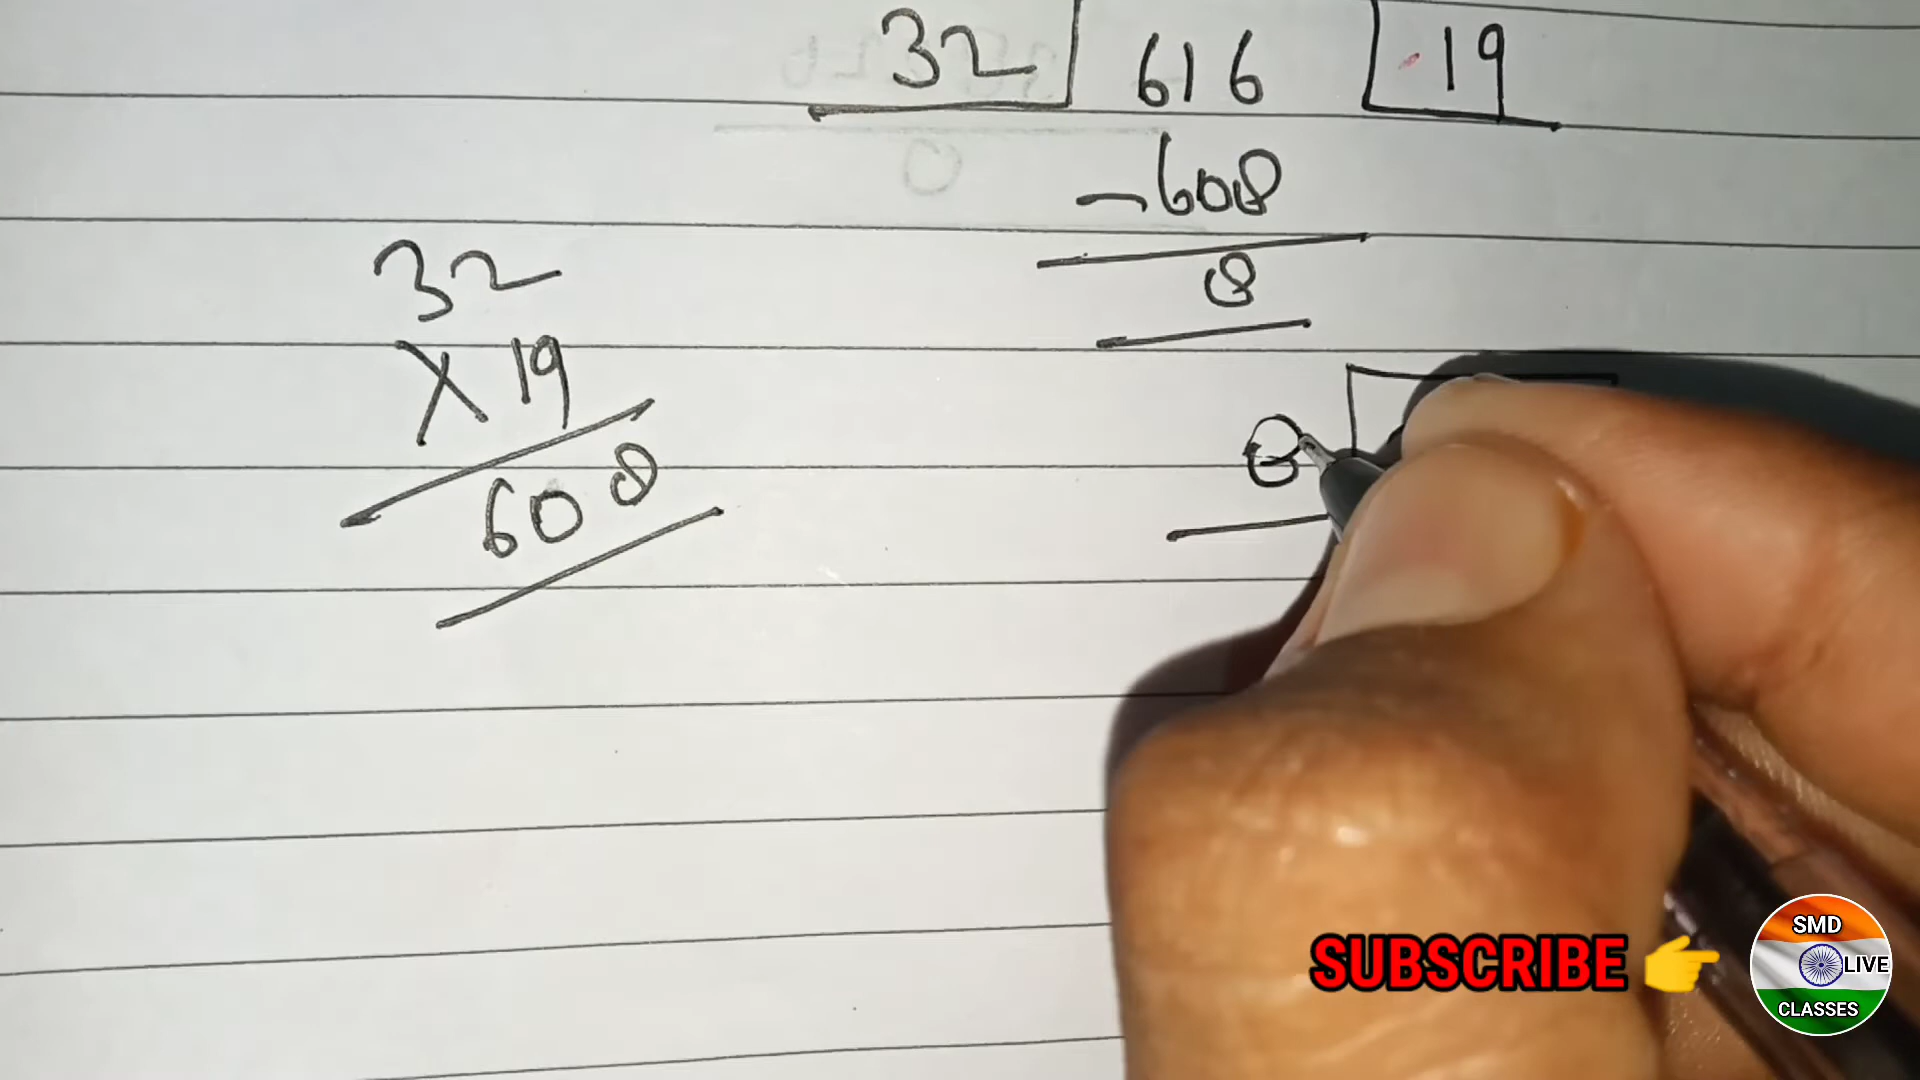 32 616 19
-608
8
32
X 19
608
8
SUBSCRIBE
SMD
LIVE
CLASSES